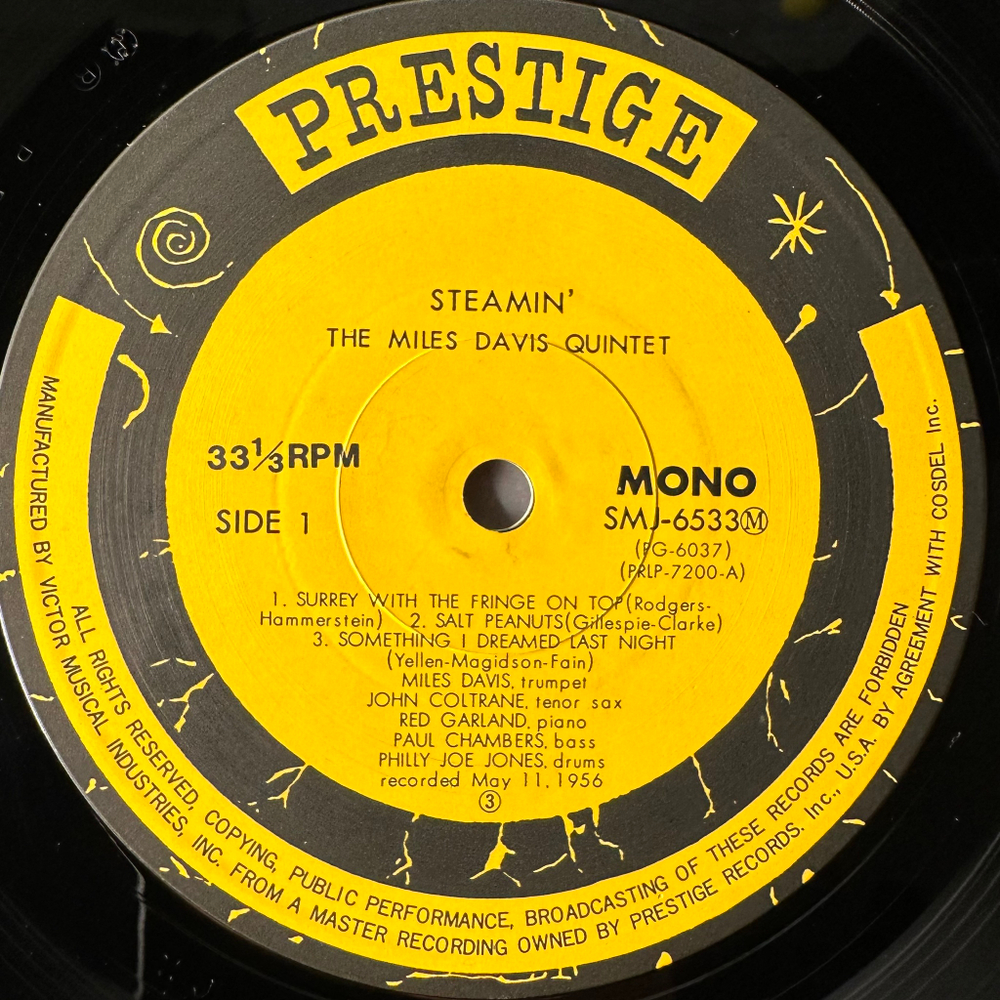 PRESTIGE
STEAMIN'
THE MILES DAVIS QUINTET
33⅓RPM
SIDE 1
MONO
SMJ-6533Ⓜ
(PG-6037)
(PRLP-7200-A)
1. SURREY WITH THE FRINGE ON TOP(Rodgers-
Hammerstein) 2. SALT PEANUTS(Gillespie-Clarke)
3. SOMETHING I DREAMED LAST NIGHT
(Yellen-Magidson-Fain)
MILES DAVIS, trumpet
JOHN COLTRANE, tenor sax
RED GARLAND, piano
PAUL CHAMBERS, bass
PHILLY JOE JONES, drums
recorded May 11, 1956
③
ALL RIGHTS RESERVED, COPYING, PUBLIC PERFORMANCE, BROADCASTING OF THESE RECORDS ARE FORBIDDEN
MANUFACTURED BY VICTOR MUSICAL INDUSTRIES, INC. FROM A MASTER RECORDING OWNED BY PRESTIGE RECORDS. Inc., U.S.A. BY AGREEMENT WITH COSDEL Inc.